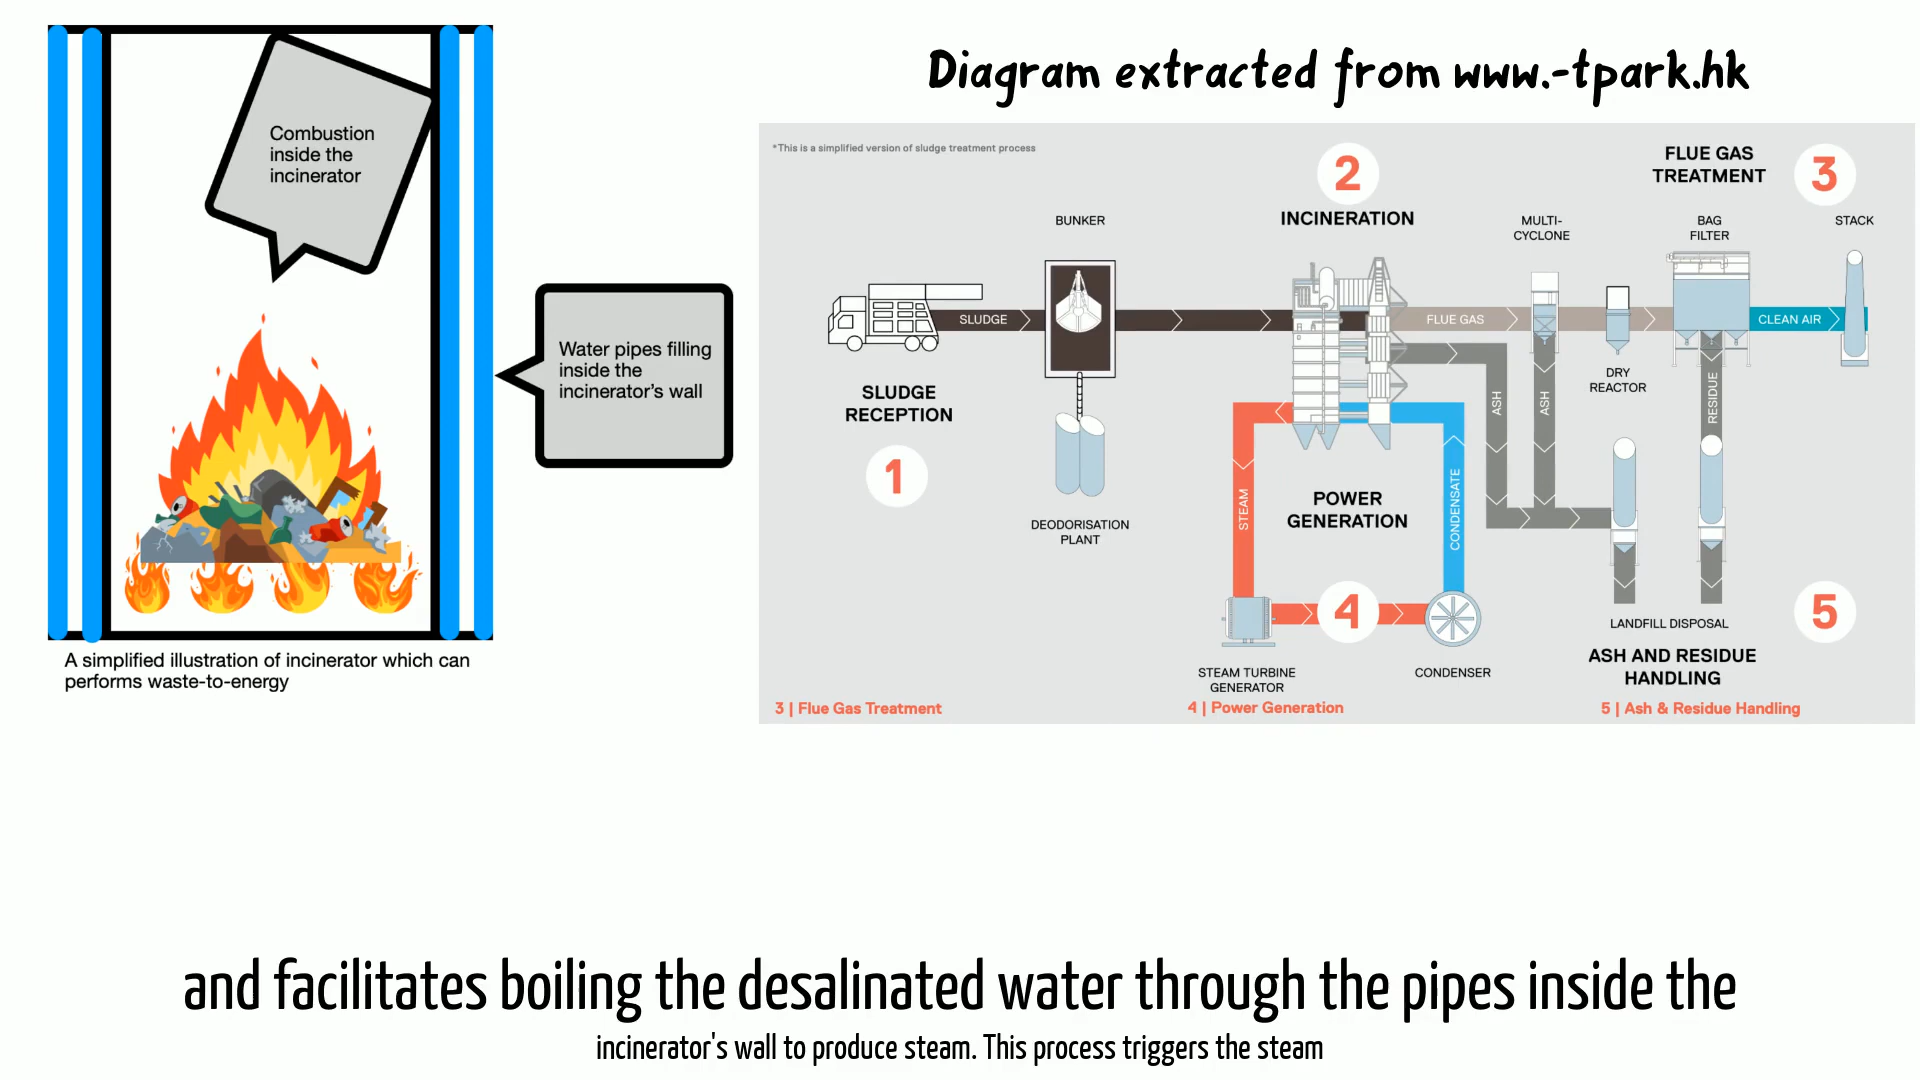 Combustion
inside the
incinerator
Water pipes filling
inside the
incinerator's wall
A simplified illustration of incinerator which can
performs waste-to-energy
Diagram extracted from www.-tpark.hk
*This is a simplified version of sludge treatment process
2
INCINERATION
FLUE GAS
TREATMENT
3
BUNKER
MULTI-
CYCLONE
BAG
FILTER
STACK
SLUDGE
FLUE GAS
CLEAN AIR
DRY
REACTOR
SLUDGE
RECEPTION
1
ASH
ASH
RESIDUE
DEODORISATION
PLANT
STEAM
POWER
GENERATION
CONDENSATE
4
5
LANDFILL DISPOSAL
ASH AND RESIDUE
HANDLING
STEAM TURBINE
GENERATOR
CONDENSER
3 | Flue Gas Treatment
4 | Power Generation
5 | Ash & Residue Handling
and facilitates boiling the desalinated water through the pipes inside the
incinerator's wall to produce steam. This process triggers the steam